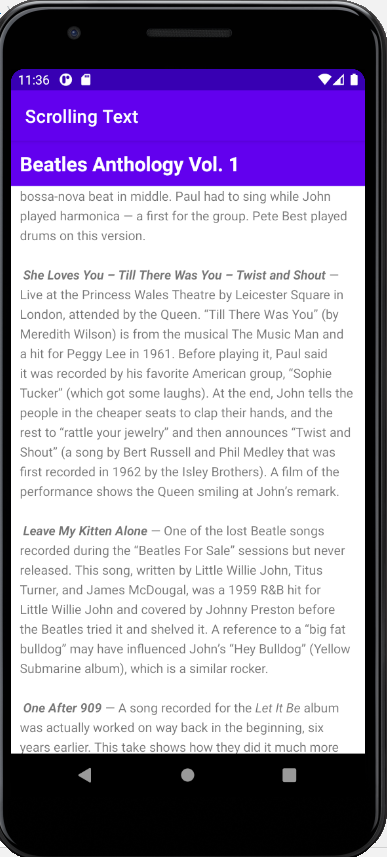 11:36
Scrolling Text
Beatles Anthology Vol. 1
bossa-nova beat in middle. Paul had to sing while John
played harmonica — a first for the group. Pete Best played
drums on this version.
She Loves You – Till There Was You – Twist and Shout —
Live at the Princess Wales Theatre by Leicester Square in
London, attended by the Queen. “Till There Was You” (by
Meredith Wilson) is from the musical The Music Man and
a hit for Peggy Lee in 1961. Before playing it, Paul said
it was recorded by his favorite American group, “Sophie
Tucker” (which got some laughs). At the end, John tells the
people in the cheaper seats to clap their hands, and the
rest to “rattle your jewelry” and then announces “Twist and
Shout” (a song by Bert Russell and Phil Medley that was
first recorded in 1962 by the Isley Brothers). A film of the
performance shows the Queen smiling at John’s remark.
Leave My Kitten Alone — One of the lost Beatle songs
recorded during the “Beatles For Sale” sessions but never
released. This song, written by Little Willie John, Titus
Turner, and James McDougal, was a 1959 R&B hit for
Little Willie John and covered by Johnny Preston before
the Beatles tried it and shelved it. A reference to a “big fat
bulldog” may have influenced John’s “Hey Bulldog” (Yellow
Submarine album), which is a similar rocker.
One After 909 — A song recorded for the Let It Be album
was actually worked on way back in the beginning, six
years earlier. This take shows how they did it much more